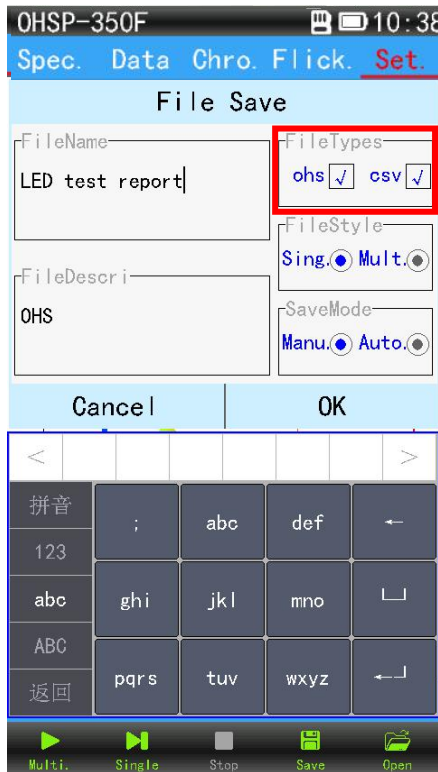 OHSP-350F 10:38
Spec. Data Chro. Flick. Set.
File Save
FileName
LED test report
FileTypes
ohs √ csv √
FileStyle
Sing. Mult.
FileDescri
OHS
SaveMode
Manu. Auto.
Cancel OK
< >
拼音
123
abc
ABC
返回
; abc def ←
ghi jkl mno
pqrs tuv wxyz
Multi. Single Stop Save Open